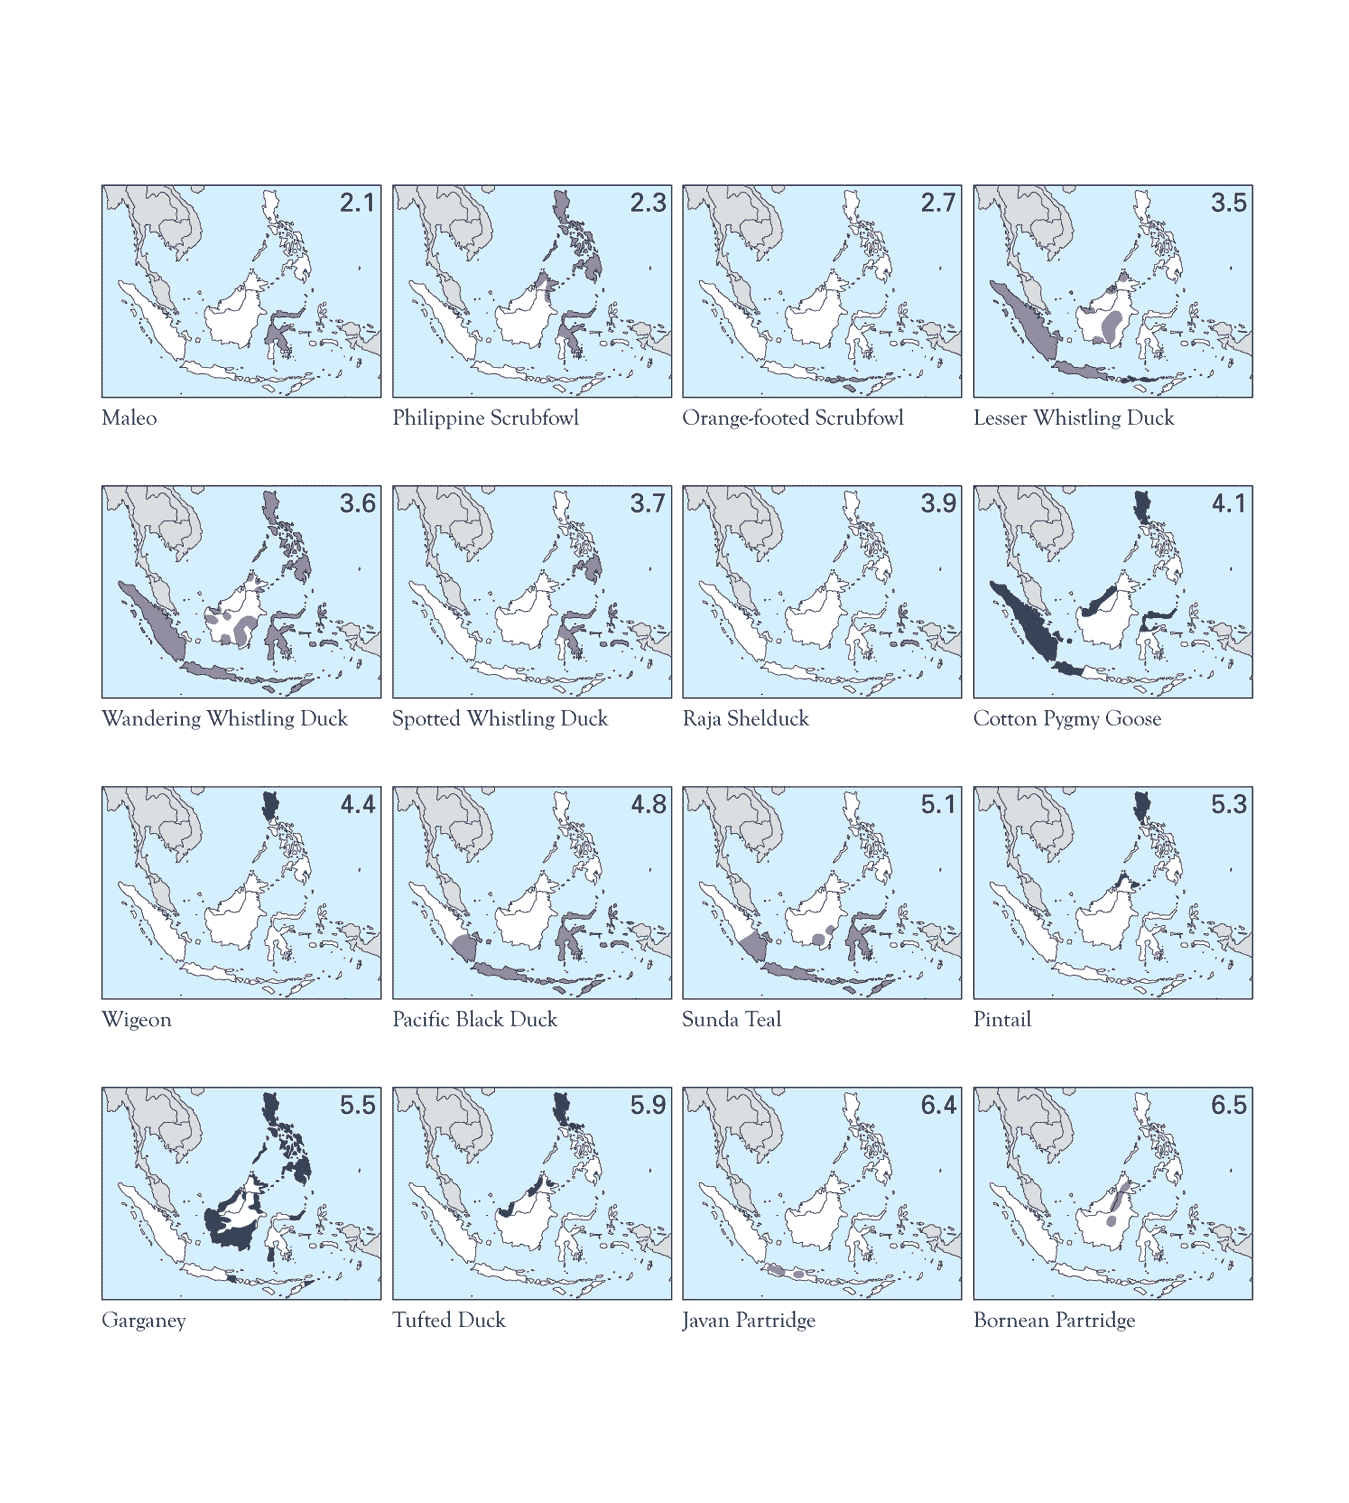 2.1
2.3
2.7
3.5
Maleo
Philippine Scrubfowl
Orange-footed Scrubfowl
Lesser Whistling Duck
3.6
3.7
3.9
4.1
Wandering Whistling Duck
Spotted Whistling Duck
Raja Shelduck
Cotton Pygmy Goose
4.4
4.8
5.1
5.3
Wigeon
Pacific Black Duck
Sunda Teal
Pintail
5.5
5.9
6.4
6.5
Garganey
Tufted Duck
Javan Partridge
Bornean Partridge